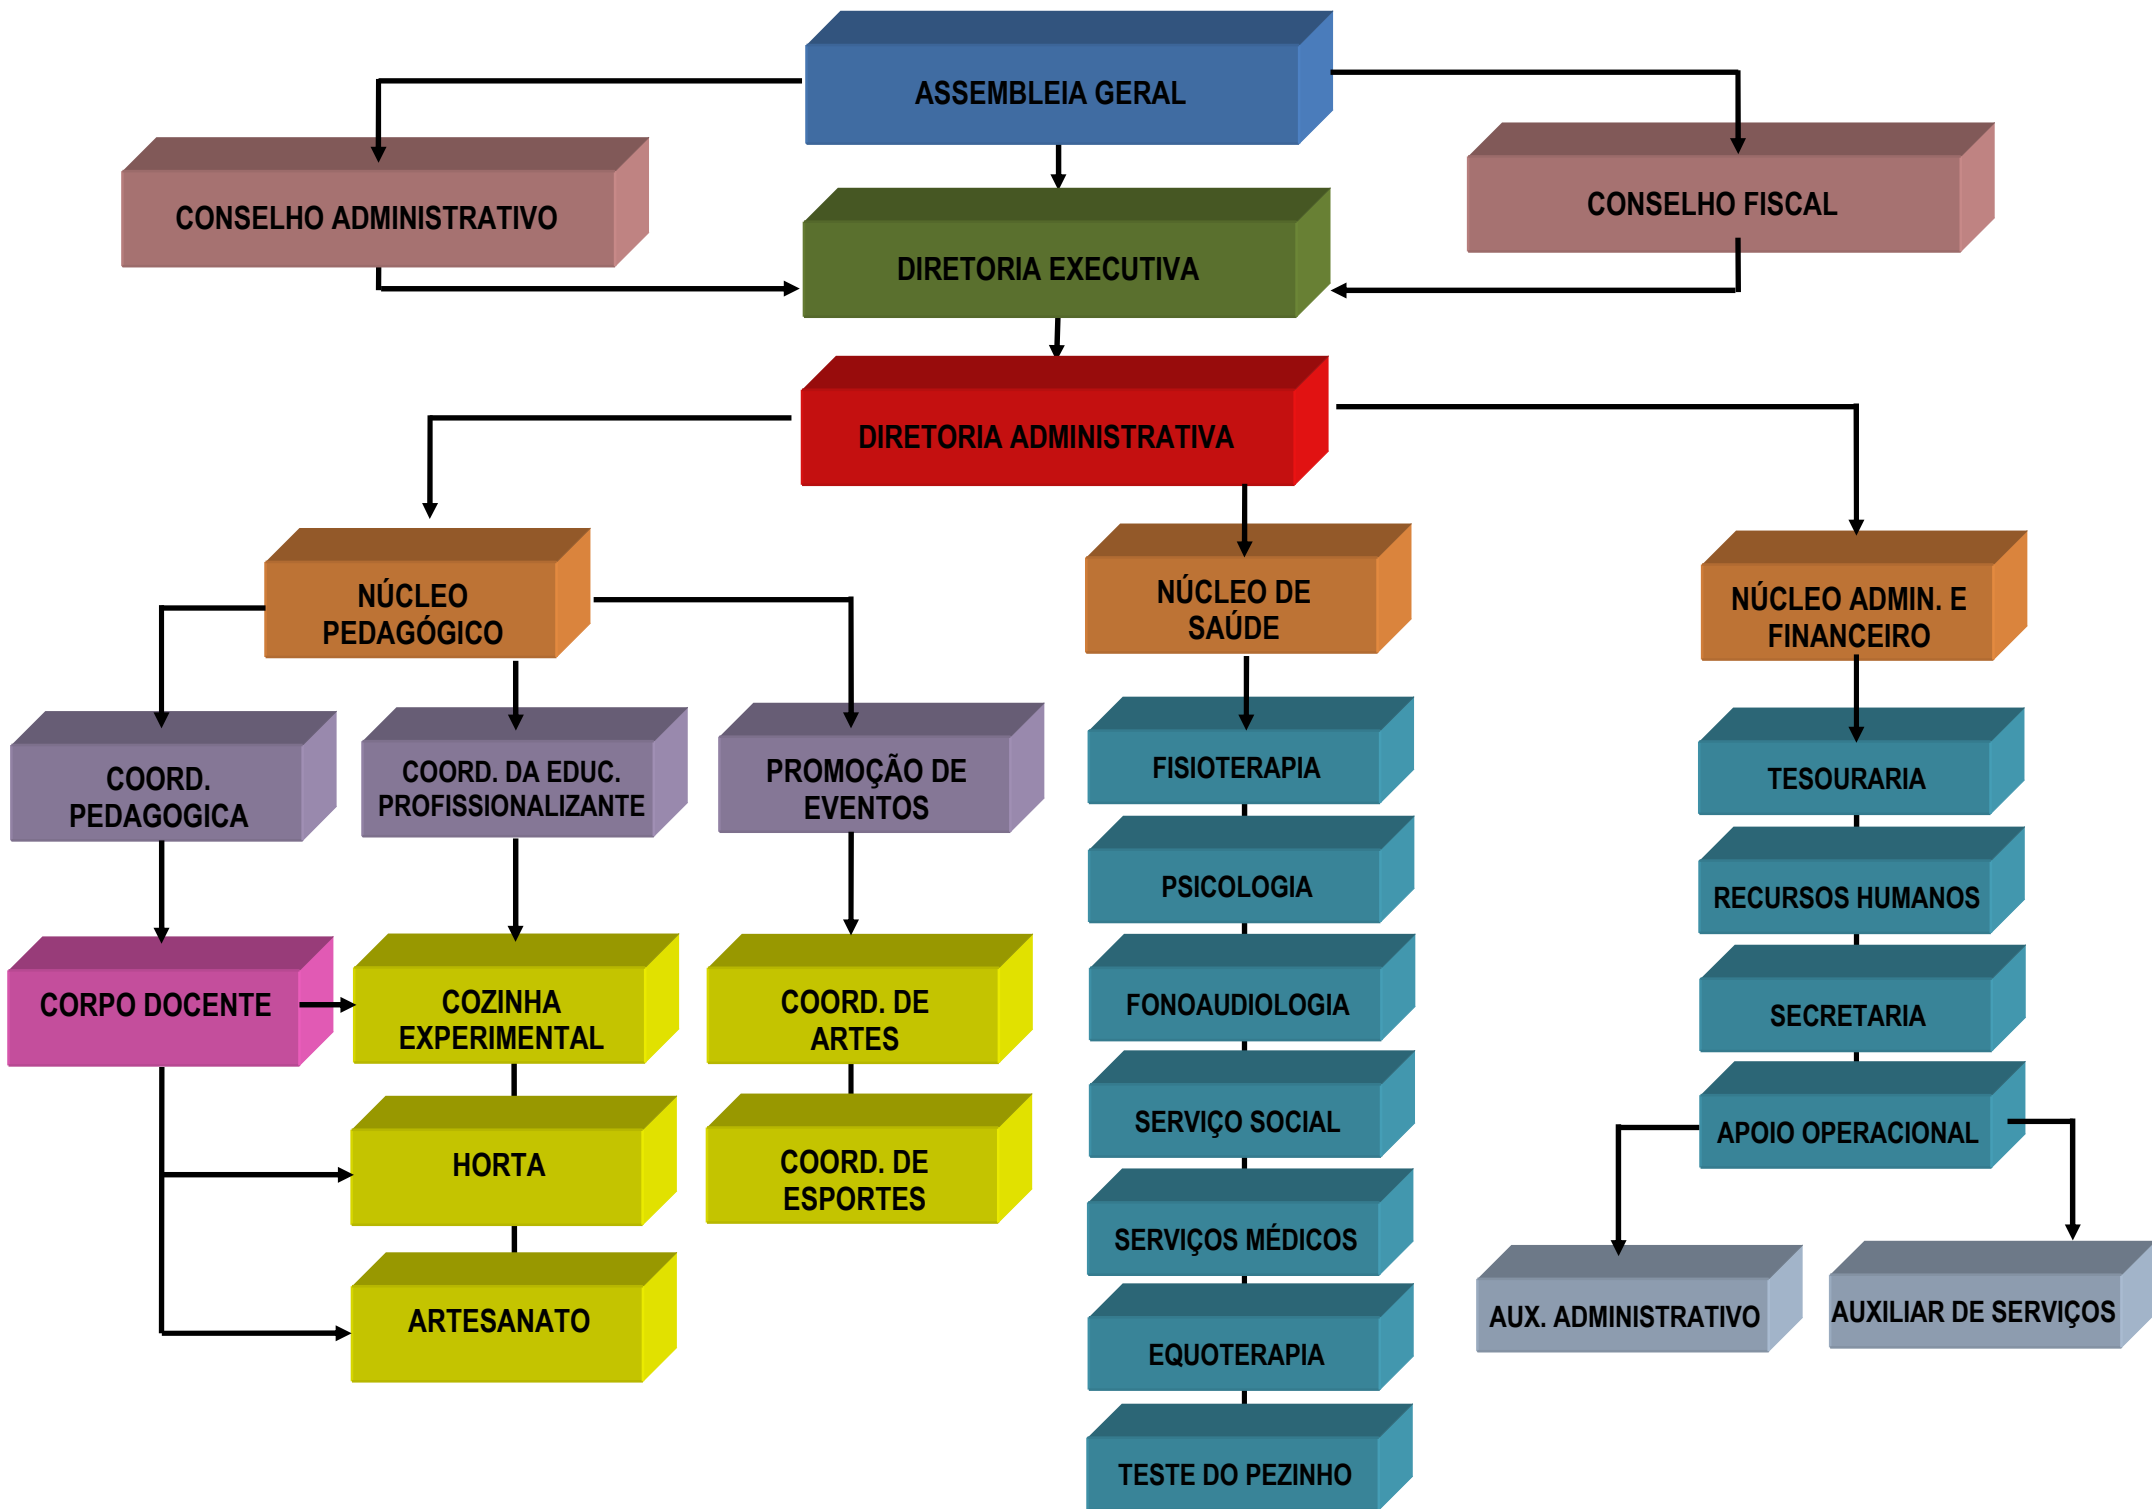 ASSEMBLEIA GERAL
CONSELHO ADMINISTRATIVO
CONSELHO FISCAL
DIRETORIA EXECUTIVA
DIRETORIA ADMINISTRATIVA
NÚCLEO
PEDAGÓGICO
NÚCLEO DE
SAÚDE
NÚCLEO ADMIN. E
FINANCEIRO
COORD.
PEDAGOGICA
COORD. DA EDUC.
PROFISSIONALIZANTE
PROMOÇÃO DE
EVENTOS
FISIOTERAPIA
TESOURARIA
PSICOLOGIA
RECURSOS HUMANOS
CORPO DOCENTE
COZINHA
EXPERIMENTAL
COORD. DE
ARTES
FONOAUDIOLOGIA
SECRETARIA
SERVIÇO SOCIAL
APOIO OPERACIONAL
HORTA
COORD. DE
ESPORTES
SERVIÇOS MÉDICOS
ARTESANATO
EQUOTERAPIA
AUX. ADMINISTRATIVO
AUXILIAR DE SERVIÇOS
TESTE DO PEZINHO